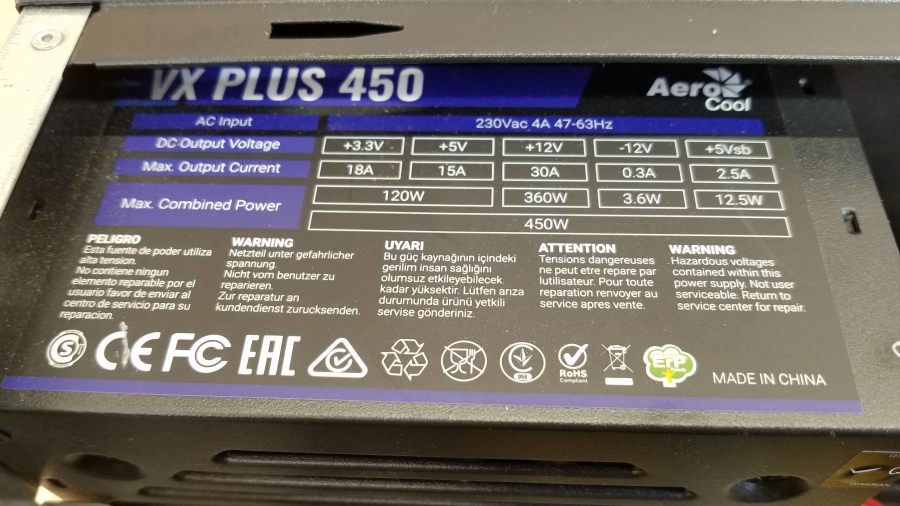 VX PLUS 450
Aero Cool
AC Input 230Vac 4A 47-63Hz
DC Output Voltage +3.3V +5V +12V -12V +5Vsb
Max. Output Current 18A 15A 30A 0.3A 2.5A
Max. Combined Power 120W 360W 3.6W 12.5W
450W
PELIGRO
Esta fuente de poder utiliza
alta tension.
No contiene ningun
elemento reparable por el
usuario favor de enviar al
centro de servicio para su
reparacion.
WARNING
Netzteil unter gefahrlicher
spannung.
Nicht vom benutzer zu
reparieren.
Zur reparatur an
kundendienst zurucksenden.
UYARI
Bu güç kaynağının içindeki
gerilim insan sağlığını
olumsuz etkileyebilecek
kadar yüksektir. Lütfen arıza
durumunda ürünü yetkili
servise gönderiniz.
ATTENTION
Tensions dangereuses
ne peut etre repare par
lutilisateur. Pour toute
reparation renvoyer au
service apres vente.
WARNING
Hazardous voltages
contained within this
power supply. Not user
serviceable. Return to
service center for repair.
S CE FC EAC RoHS
Compliant
ErP
MADE IN CHINA